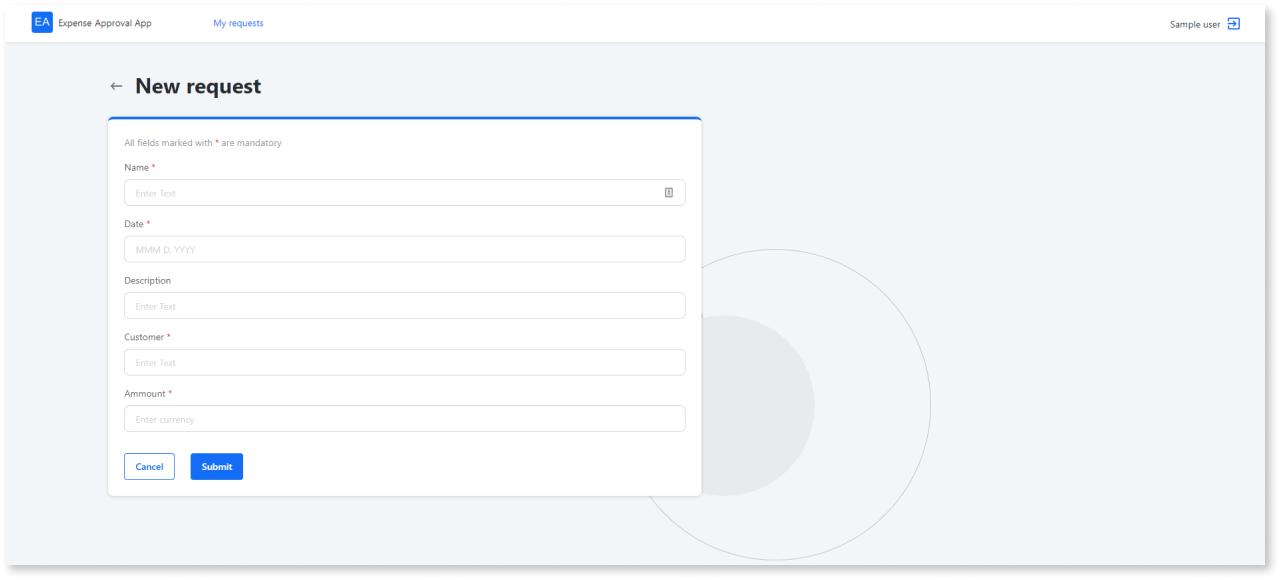 EA Expense Approval App My requests Sample user
← New request
All fields marked with * are mandatory
Name *
Enter Text
Date *
MMM D, YYYY
Description
Enter Text
Customer *
Enter Text
Ammount *
Enter currency
Cancel Submit